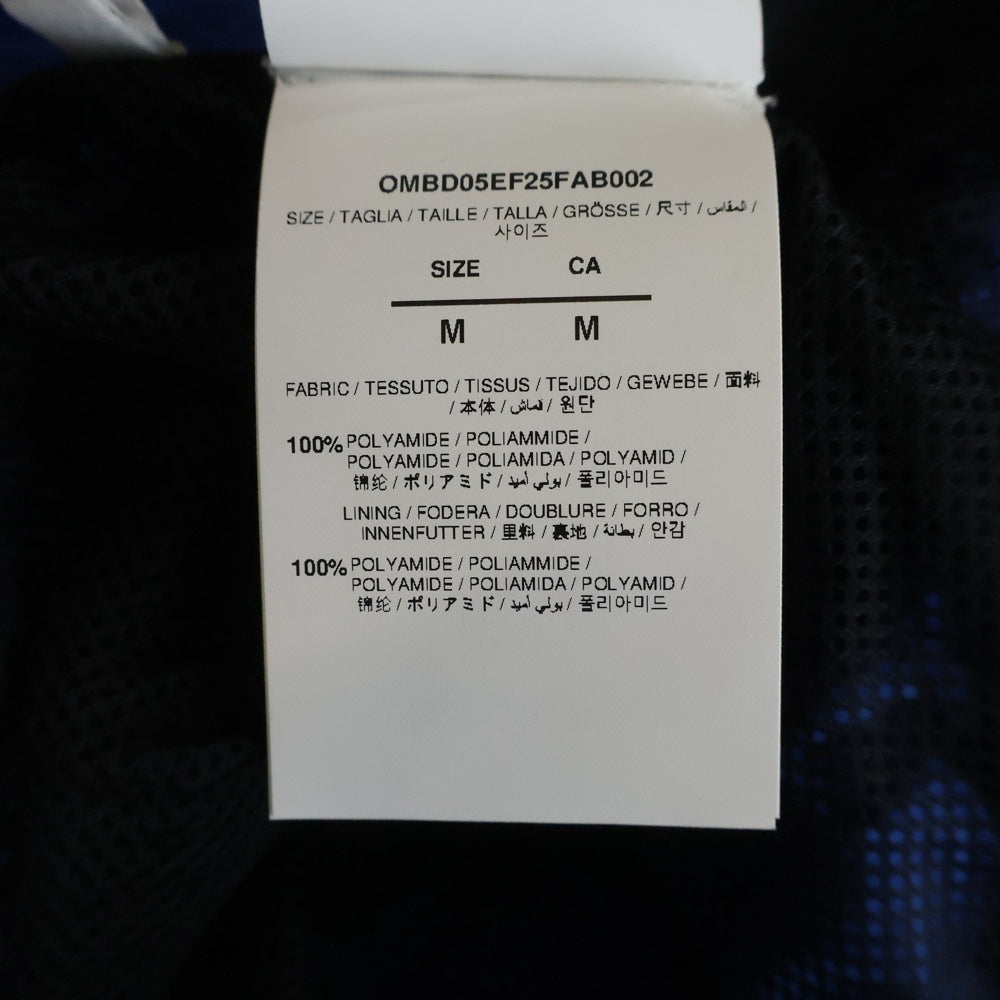 OMBD05EF25FAB002
SIZE / TAGLIA / TAILLE / TALLA / GRÖSSE / 尺寸 / المقاس /
사이즈
SIZE CA
M M
FABRIC / TESSUTO / TISSUS / TEJIDO / GEWEBE / 面料
/ 本体 / قماش / 원단
100% POLYAMIDE / POLIAMMIDE /
POLYAMIDE / POLIAMIDA / POLYAMID /
锦纶 / ポリアミド / بولي أميد / 폴리아미드
LINING / FODERA / DOUBLURE / FORRO /
INNENFUTTER / 里料 / 裏地 / بطانة / 안감
100% POLYAMIDE / POLIAMMIDE /
POLYAMIDE / POLIAMIDA / POLYAMID /
锦纶 / ポリアミド / بولي أميد / 폴리아미드